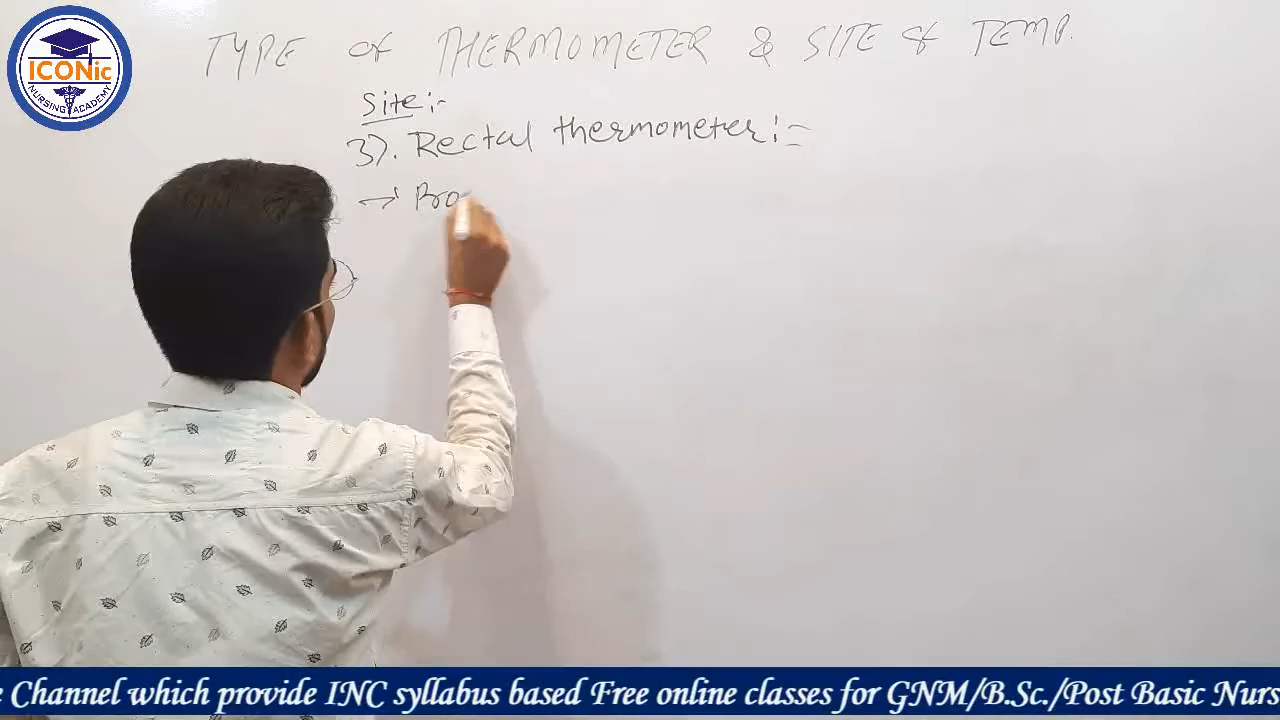 ICONic
NURSING ACADEMY
TYPE of THERMOMETER & SITE of TEMP.
Site :-
3). Rectal thermometer :=
→ Bro
e Channel which provide INC syllabus based Free online classes for GNM/B.Sc./Post Basic Nurs